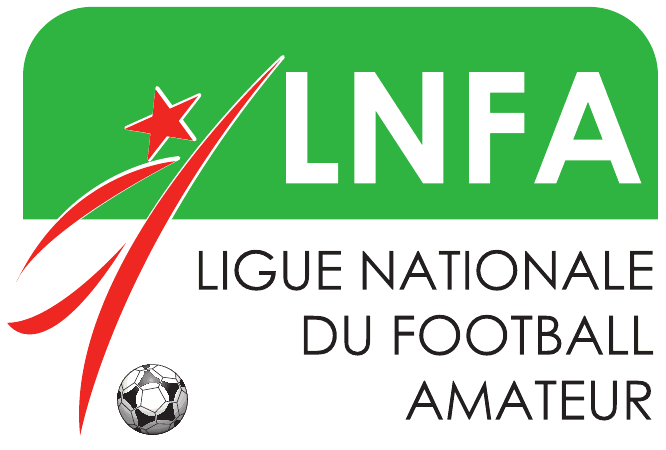 LNFA
LIGUE NATIONALE
DU FOOTBALL
AMATEUR